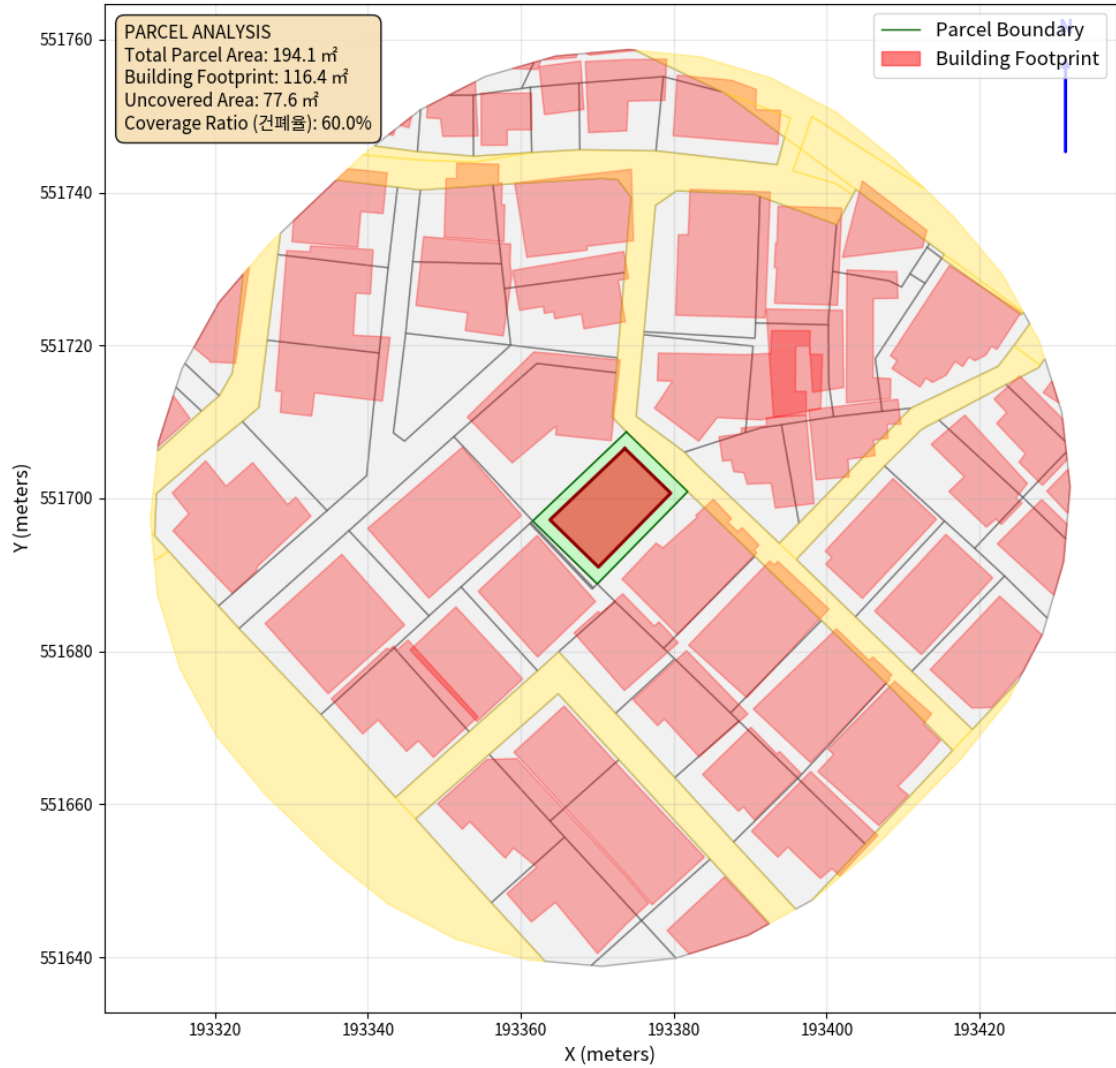 PARCEL ANALYSIS
Total Parcel Area: 194.1 ㎡
Building Footprint: 116.4 ㎡
Uncovered Area: 77.6 ㎡
Coverage Ratio (건폐율): 60.0%
N
Parcel Boundary
Building Footprint
551760
551740
551720
551700
551680
551660
551640
Y (meters)
193320
193340
193360
193380
193400
193420
X (meters)